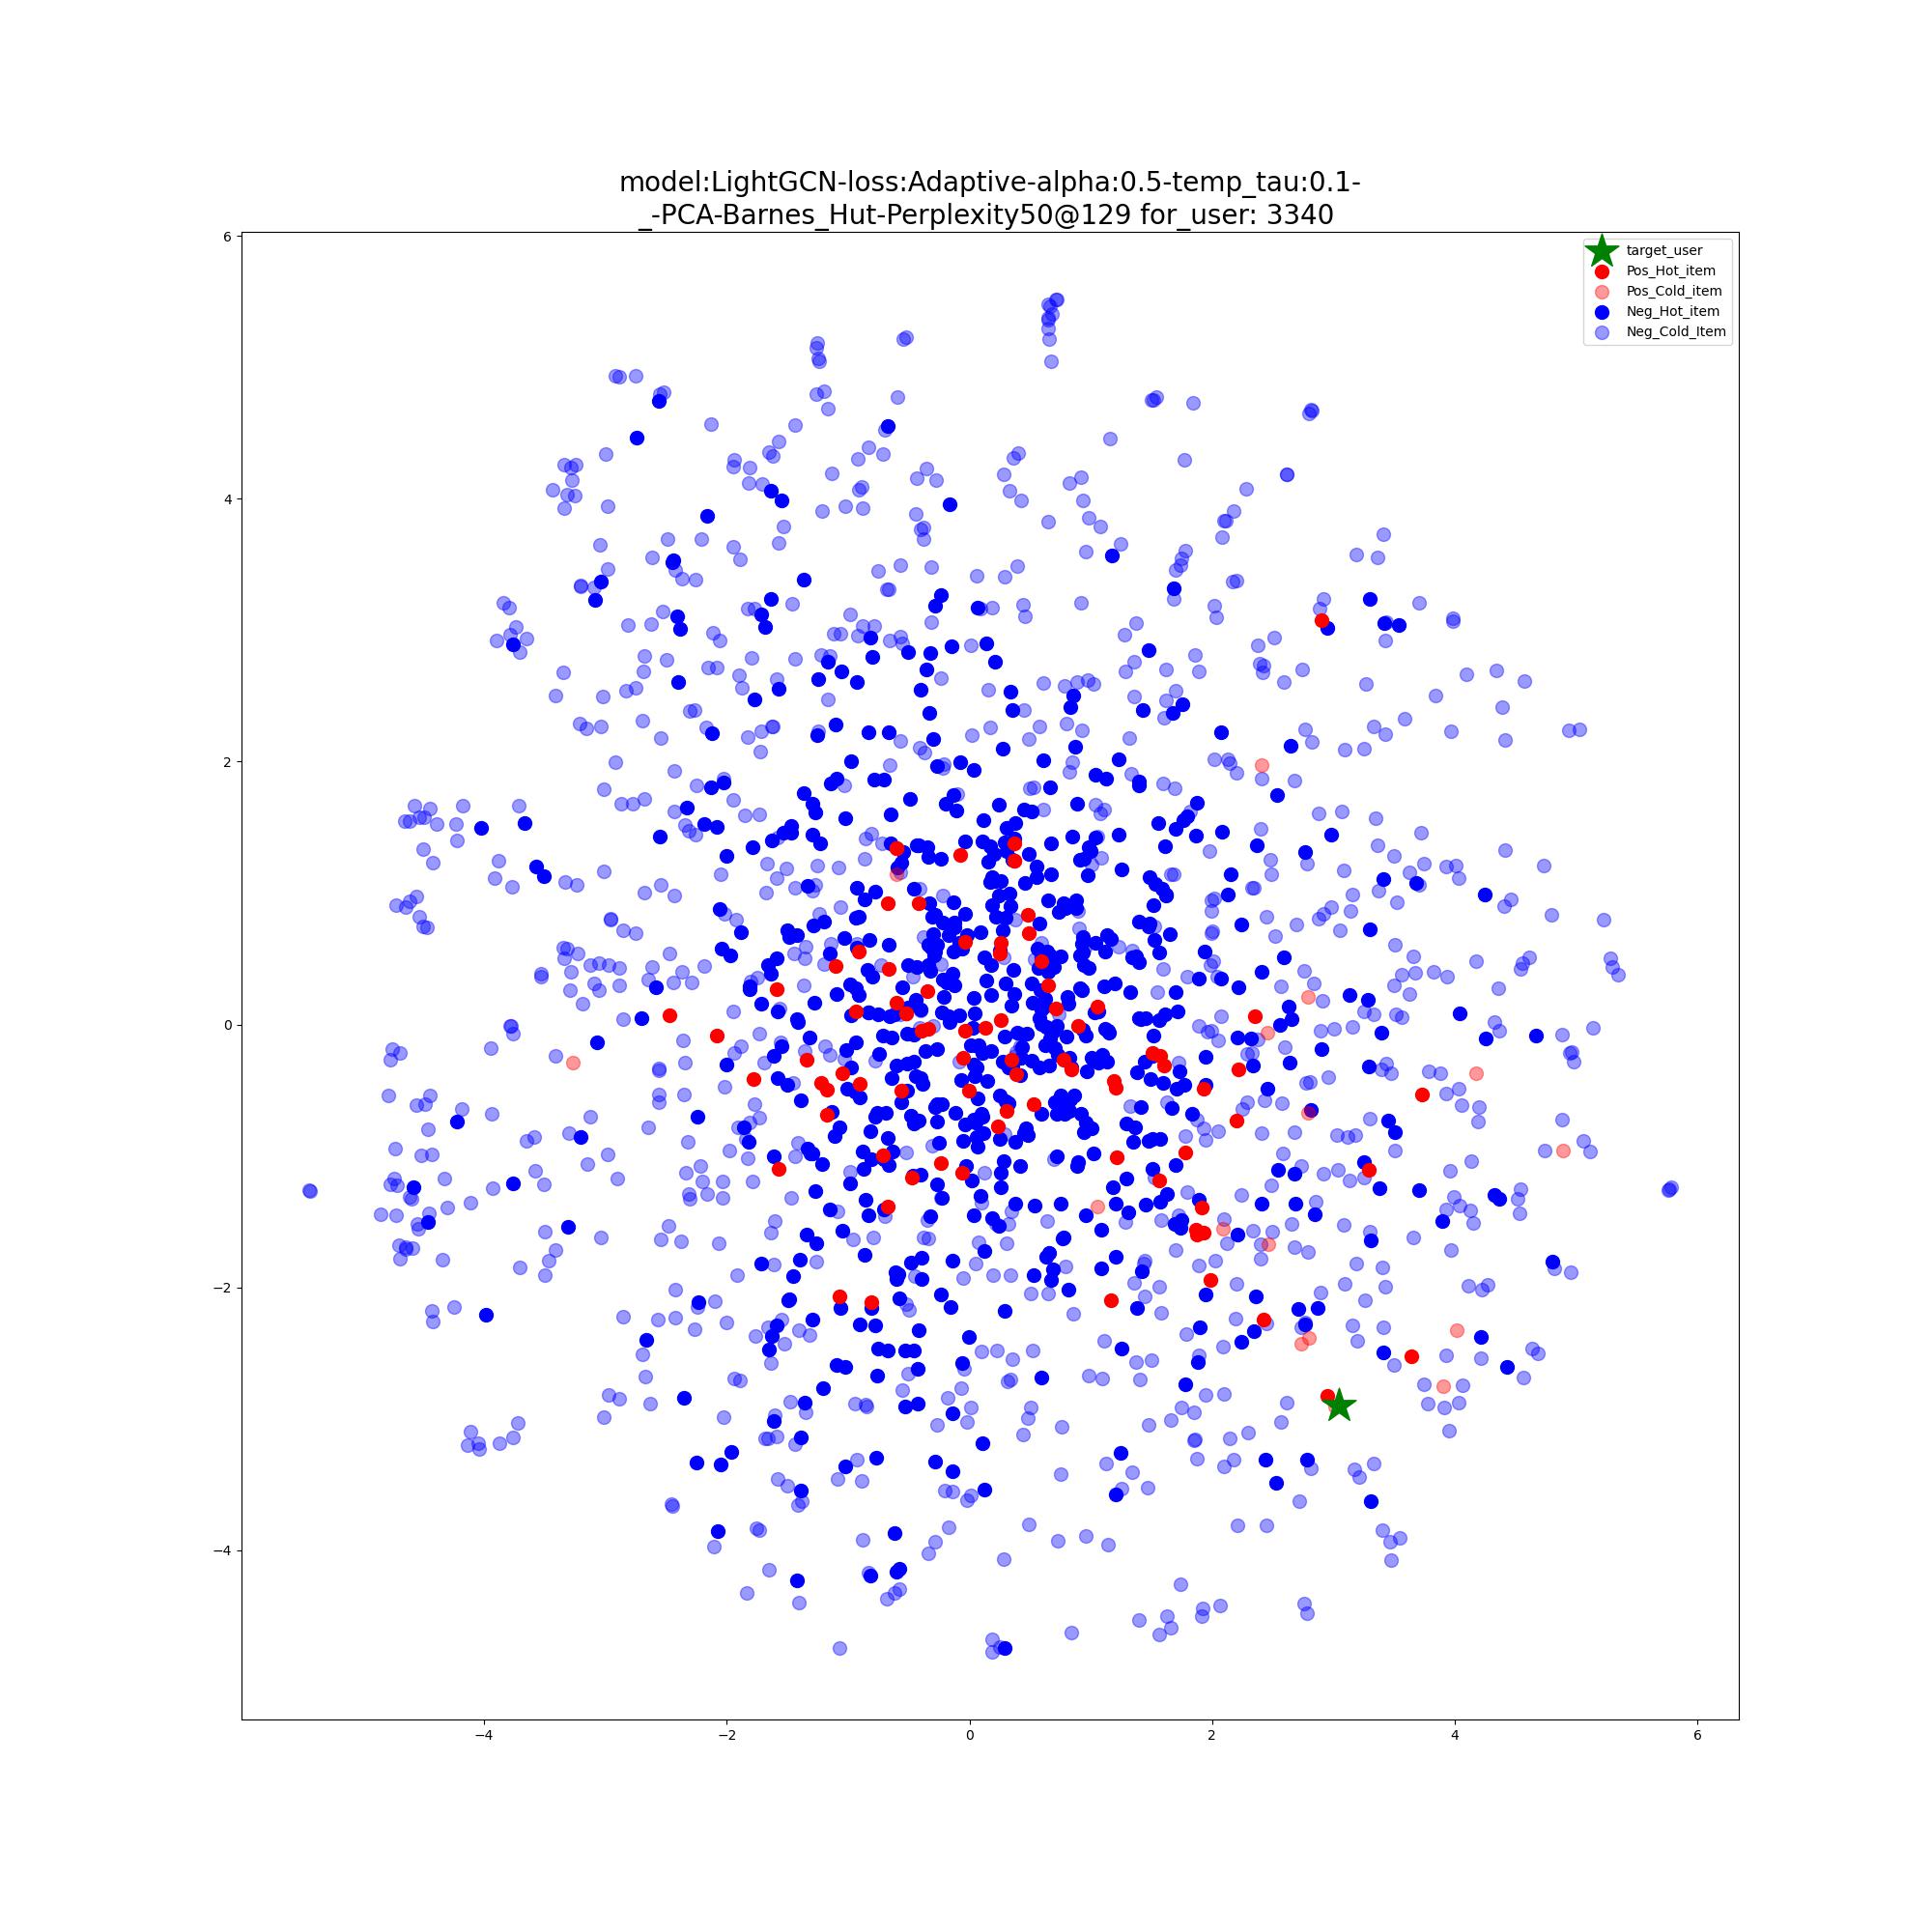 model:LightGCN-loss:Adaptive-alpha:0.5-temp_tau:0.1-
_-PCA-Barnes_Hut-Perplexity50@129 for_user: 3340
target_user
Pos_Hot_item
Pos_Cold_item
Neg_Hot_item
Neg_Cold_Item
6
4
2
0
−2
−4
−4
−2
0
2
4
6